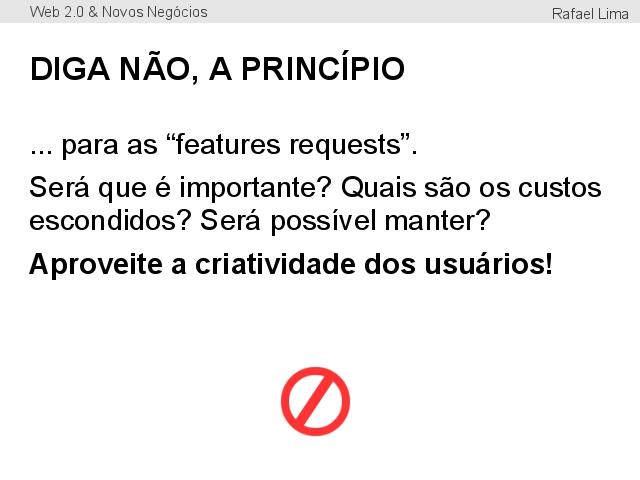 Web 2.0 & Novos Negócios
Rafael Lima
DIGA NÃO, A PRINCÍPIO
... para as “features requests”.
Será que é importante? Quais são os custos
escondidos? Será possível manter?
Aproveite a criatividade dos usuários!